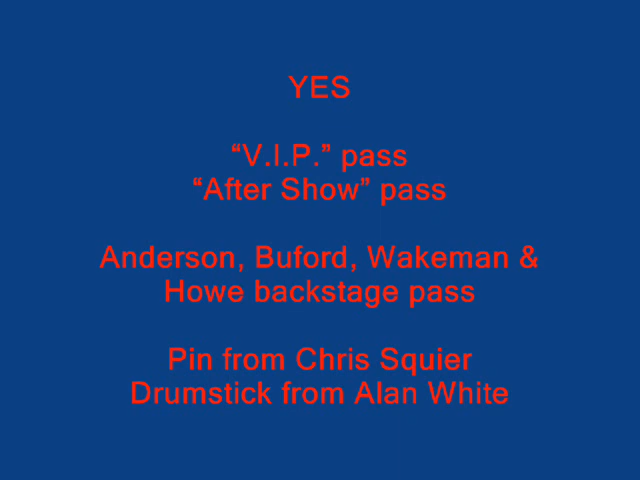 YES
“V.I.P.” pass
“After Show” pass
Anderson, Buford, Wakeman &
Howe backstage pass
Pin from Chris Squier
Drumstick from Alan White